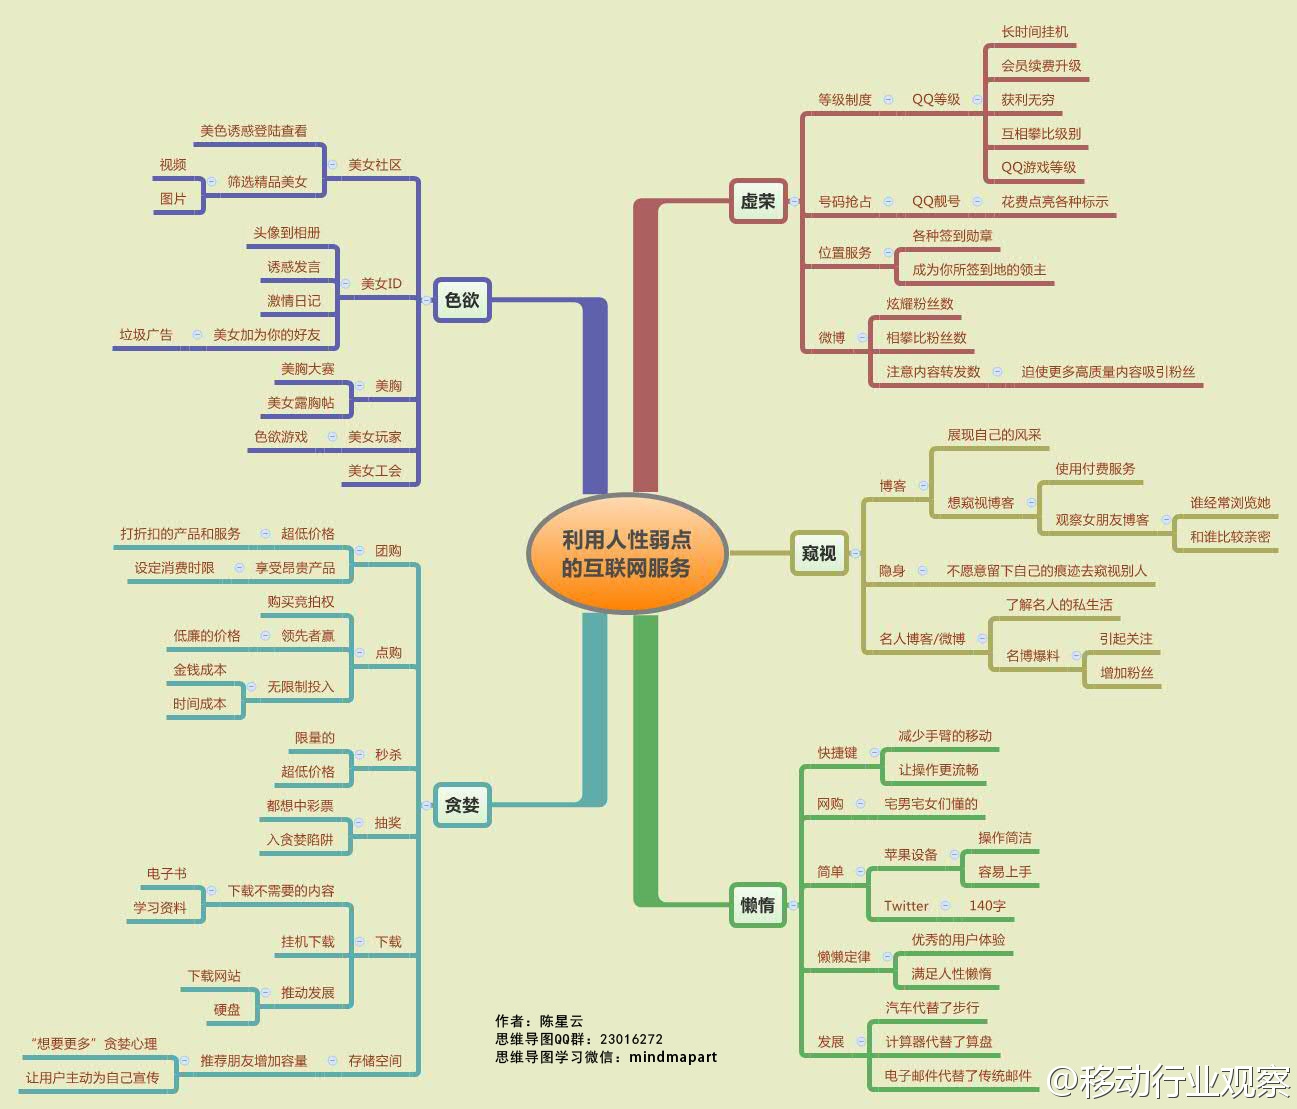 利用人性弱点
的互联网服务
虚荣
等级制度
QQ等级
长时间挂机
会员续费升级
获利无穷
互相攀比级别
QQ游戏等级
号码抢占
QQ靓号
花费点亮各种标示
位置服务
各种签到勋章
成为你所签到地的领主
微博
炫耀粉丝数
相攀比粉丝数
注意内容转发数
迫使更多高质量内容吸引粉丝
窥视
博客
展现自己的风采
想窥视博客
使用付费服务
观察女朋友博客
谁经常浏览她
和谁比较亲密
隐身
不愿意留下自己的痕迹去窥视别人
名人博客/微博
了解名人的私生活
名博爆料
引起关注
增加粉丝
懒惰
快捷键
减少手臂的移动
让操作更流畅
网购
宅男宅女们懂的
简单
苹果设备
操作简洁
容易上手
Twitter
140字
懒懒定律
优秀的用户体验
满足人性懒惰
发展
汽车代替了步行
计算器代替了算盘
电子邮件代替了传统邮件
色欲
美女社区
美色诱惑登陆查看
筛选精品美女
视频
图片
美女ID
头像到相册
诱惑发言
激情日记
美女加为你的好友
垃圾广告
美胸
美胸大赛
美女露胸帖
美女玩家
色欲游戏
美女工会
贪婪
团购
超低价格
打折扣的产品和服务
享受昂贵产品
设定消费时限
点购
购买竞拍权
领先者赢
低廉的价格
无限制投入
金钱成本
时间成本
秒杀
限量的
超低价格
抽奖
都想中彩票
入贪婪陷阱
下载
下载不需要的内容
电子书
学习资料
挂机下载
推动发展
下载网站
硬盘
存储空间
推荐朋友增加容量
“想要更多”贪婪心理
让用户主动为自己宣传
作者：陈星云
思维导图QQ群：23016272
思维导图学习微信：mindmapart
@移动行业观察